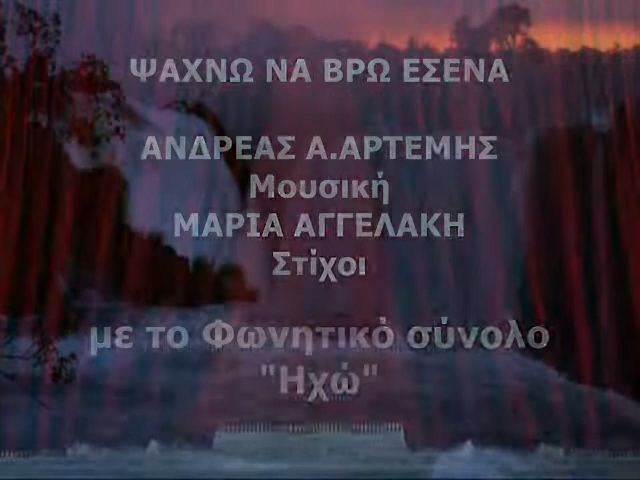 ΨΑΧΝΩ ΝΑ ΒΡΩ ΕΣΕΝΑ
ΑΝΔΡΕΑΣ Α.ΑΡΤΕΜΗΣ
Μουσική
ΜΑΡΙΑ ΑΓΓΕΛΑΚΗ
Στίχοι
με το Φωνητικό σύνολο
"Ηχώ"